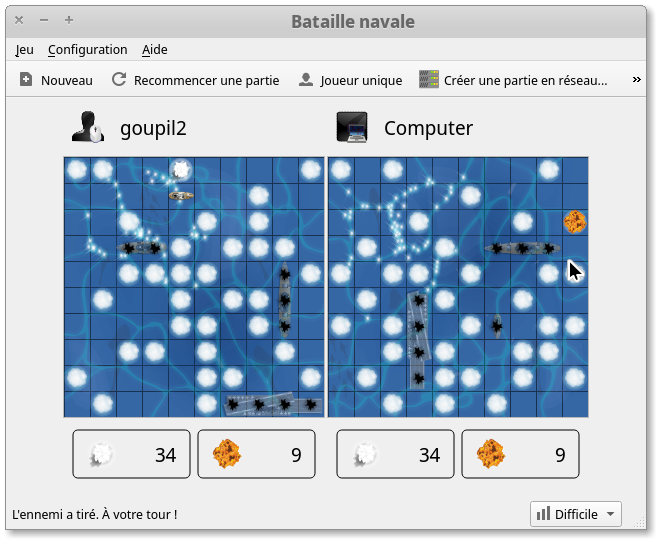 Bataille navale
Jeu Configuration Aide
Nouveau Recommencer une partie Joueur unique Créer une partie en réseau... »
goupil2 Computer
34 9 34 9
L'ennemi a tiré. À votre tour ! Difficile